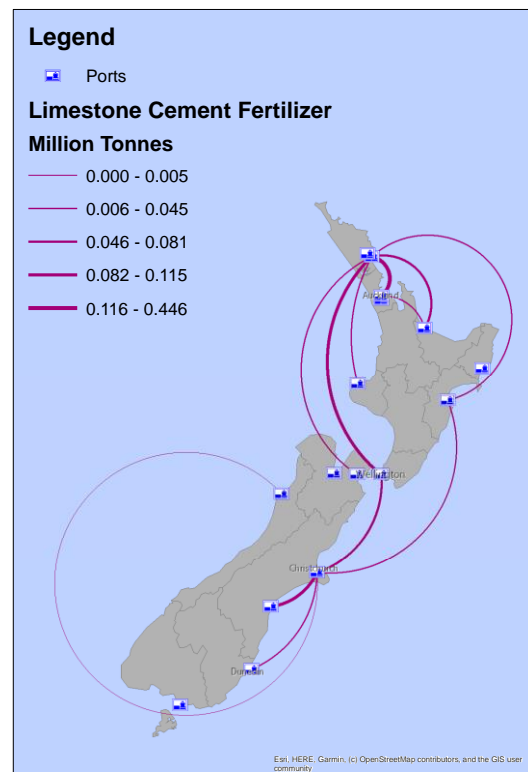 Legend
Ports
Limestone Cement Fertilizer
Million Tonnes
0.000 - 0.005
0.006 - 0.045
0.046 - 0.081
0.082 - 0.115
0.116 - 0.446
Auckland
Wellington
Christchurch
Dunedin
Esri, HERE, Garmin, (c) OpenStreetMap contributors, and the GIS user
community